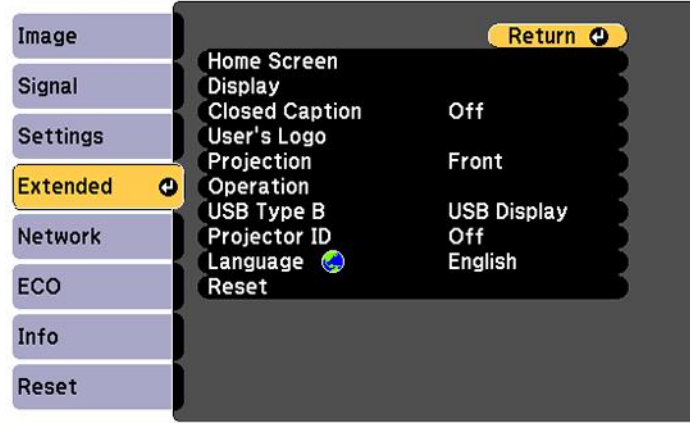 Image
Signal
Settings
Extended
Network
ECO
Info
Reset
Return
Home Screen
Display
Closed Caption Off
User's Logo
Projection Front
Operation
USB Type B USB Display
Projector ID Off
Language English
Reset